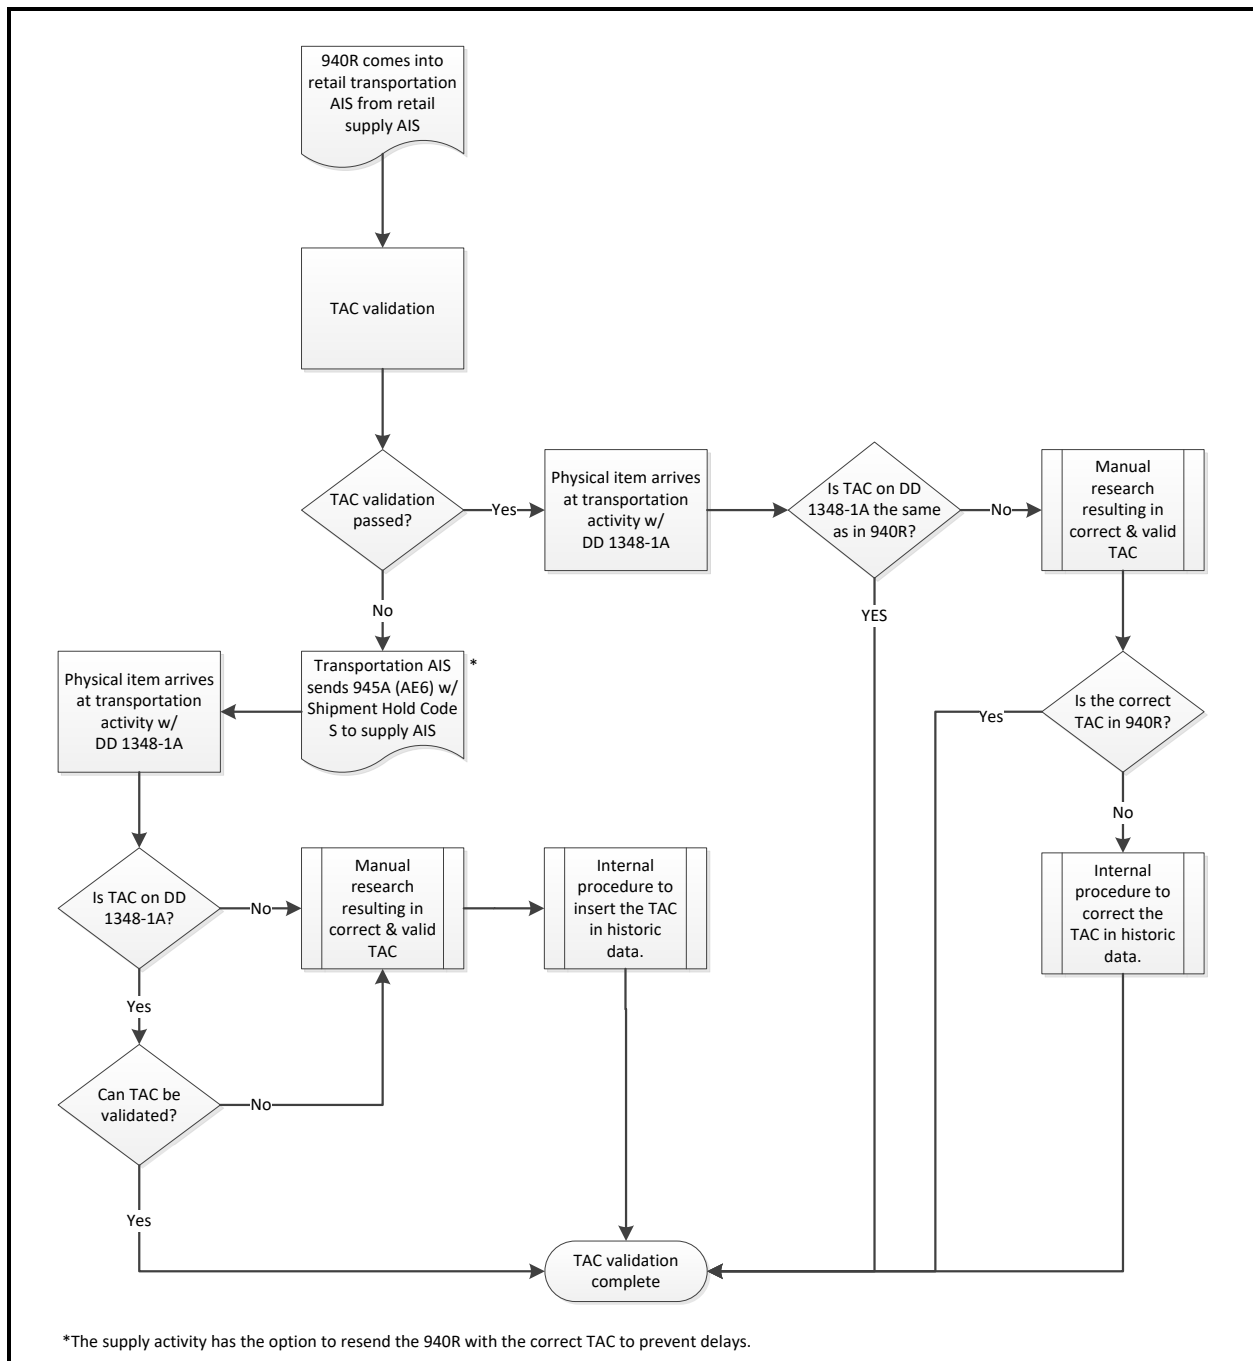 940R comes into
retail transportation
AIS from retail
supply AIS
TAC validation
TAC validation
passed?
Yes
Physical item arrives
at transportation
activity w/
DD 1348-1A
Is TAC on DD
1348-1A the same
as in 940R?
No
Manual
research
resulting in
correct & valid
TAC
No
YES
Transportation AIS
sends 945A (AE6) w/
Shipment Hold Code
S to supply AIS
*
Physical item arrives
at transportation
activity w/
DD 1348-1A
Is the correct
TAC in 940R?
Yes
No
Is TAC on DD
1348-1A?
No
Manual
research
resulting in
correct & valid
TAC
Internal
procedure to
insert the TAC
in historic
data.
Internal
procedure to
correct the
TAC in historic
data.
Yes
Can TAC be
validated?
No
Yes
TAC validation
complete
*The supply activity has the option to resend the 940R with the correct TAC to prevent delays.